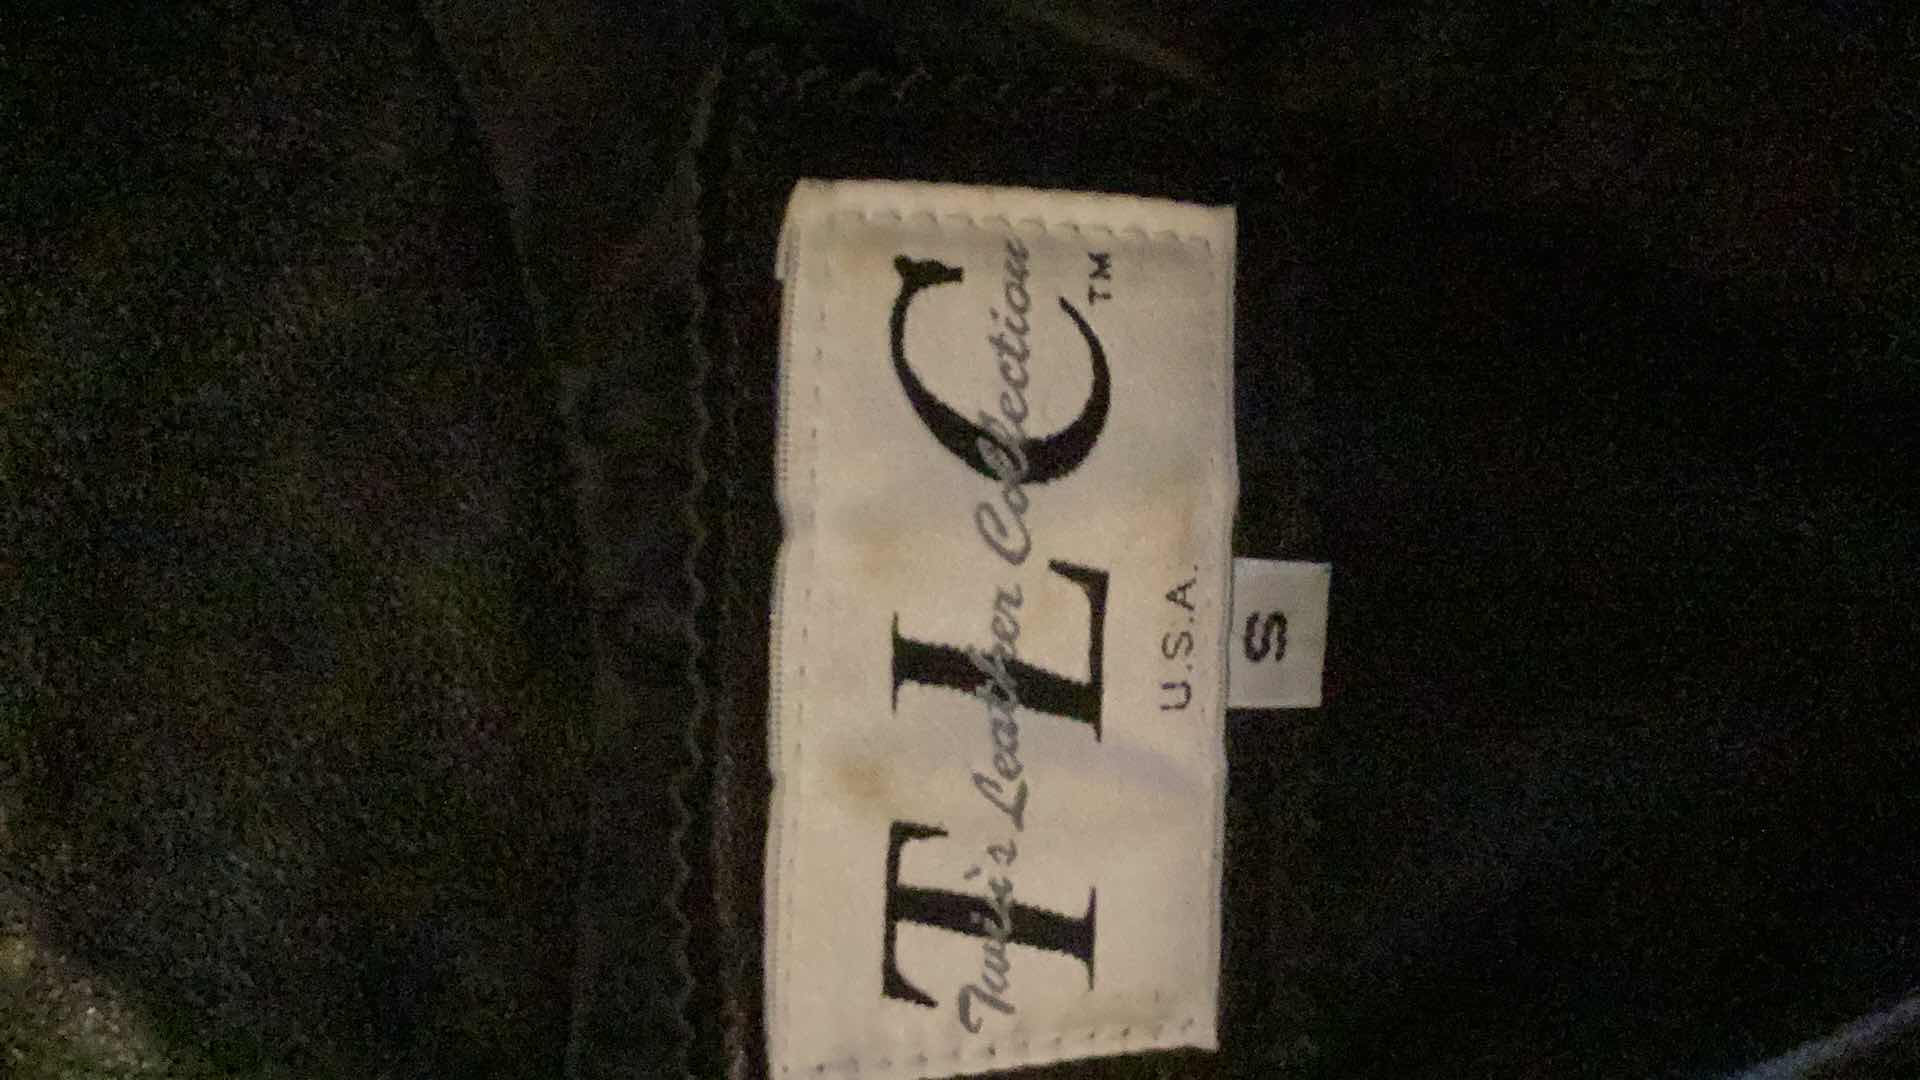 TLC™
Leather Collection
U.S.A.
S